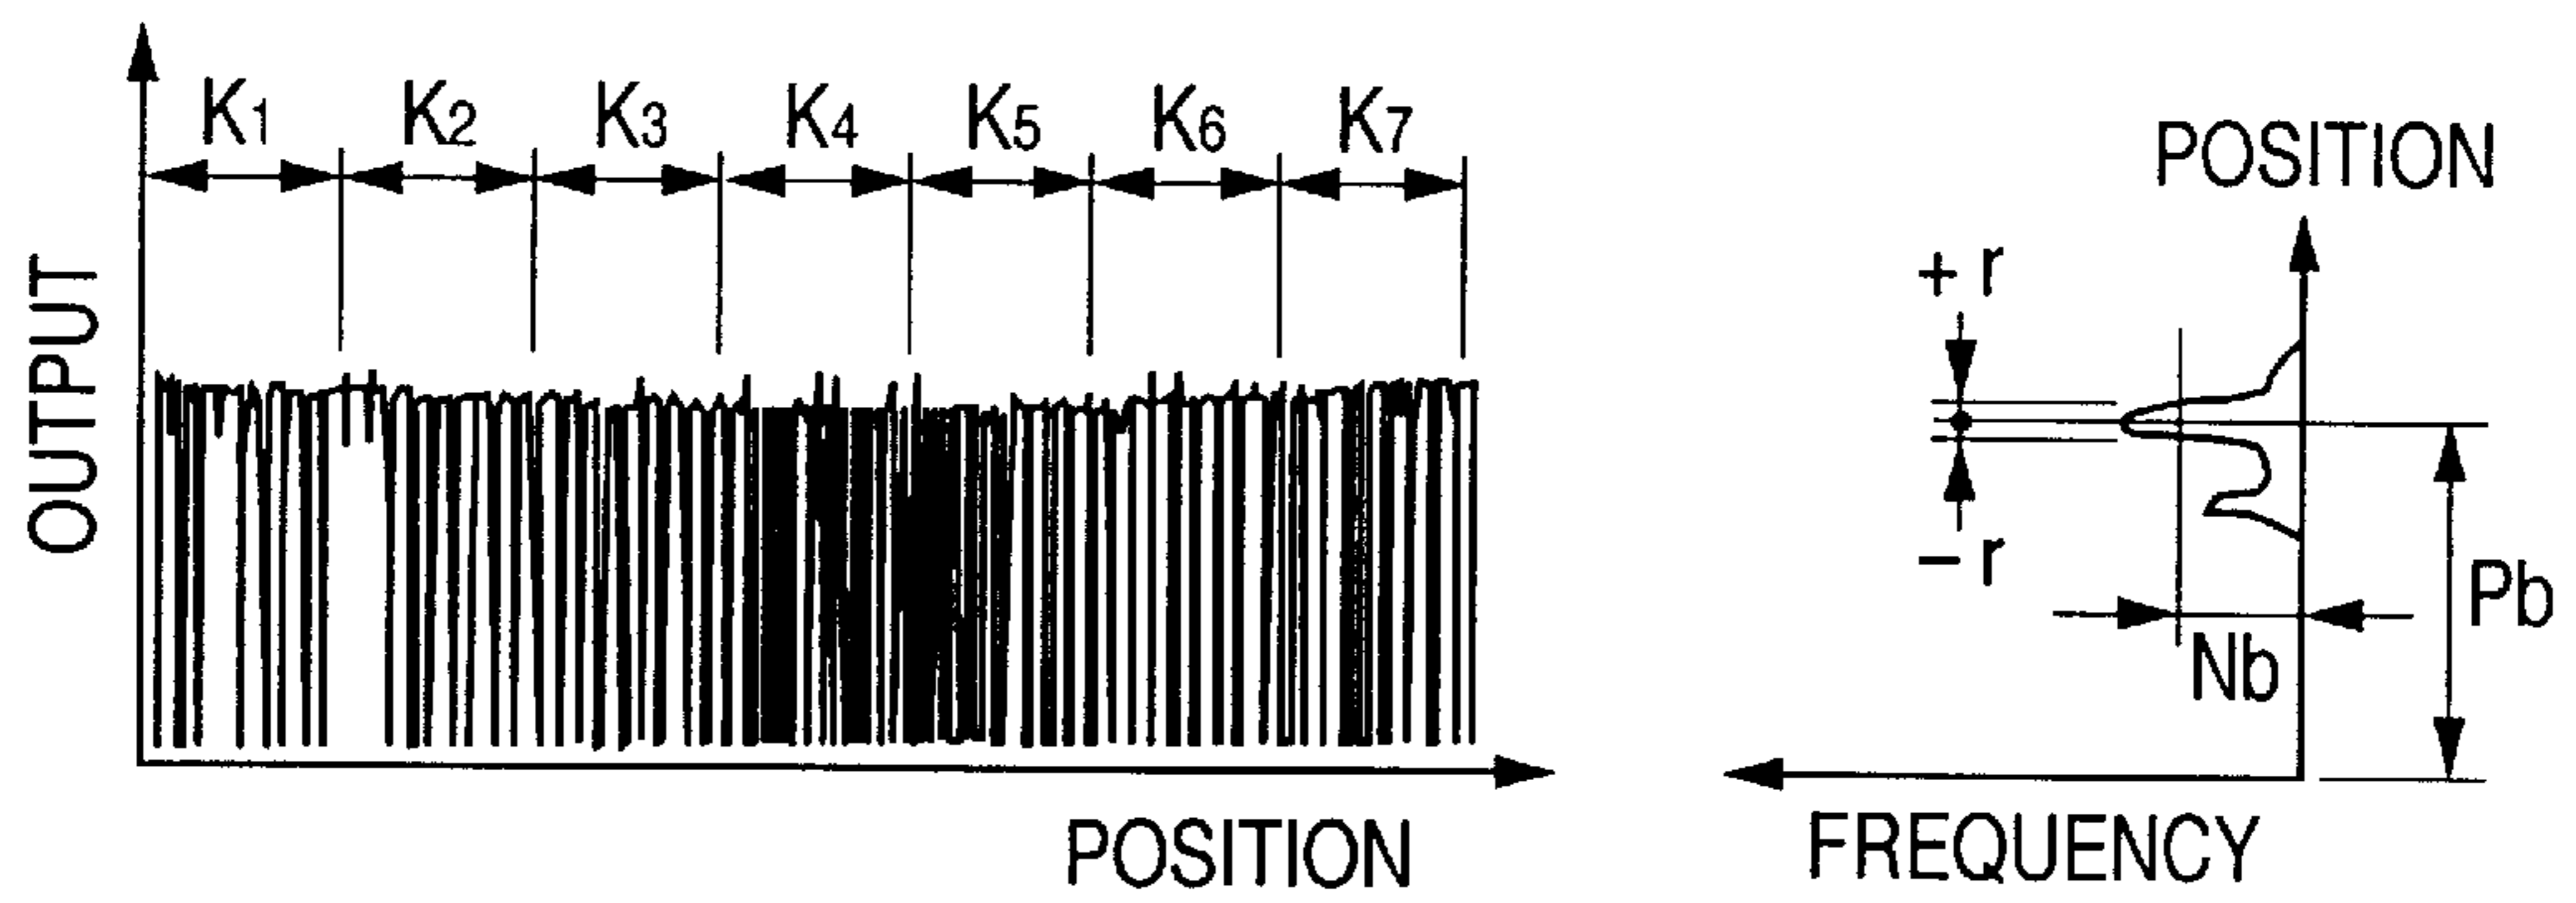 K1 K2 K3 K4 K5 K6 K7
OUTPUT
POSITION
POSITION
+ r
− r
Pb
Nb
FREQUENCY